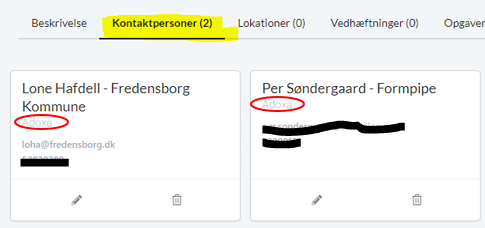 Beskrivelse Kontaktpersoner (2) Lokationer (0) Vedhæftninger (0) Opgaver
Lone Hafdell - Fredensborg
Kommune
Adoxa
loha@fredensborg.dk
Per Søndergaard - Formpipe
Adoxa